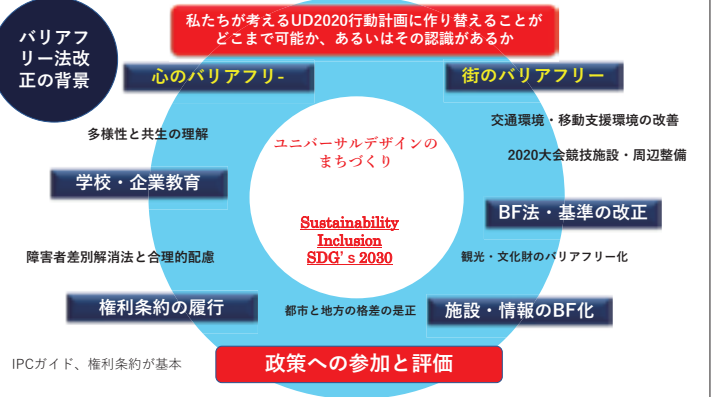 バリアフ
リー法改
正の背景
私たちが考えるUD2020行動計画に作り替えることが
どこまで可能か、あるいはその認識があるか
心のバリアフリ-
街のバリアフリー
多様性と共生の理解
交通環境・移動支援環境の改善
ユニバーサルデザインの
まちづくり
2020大会競技施設・周辺整備
学校・企業教育
BF法・基準の改正
Sustainability
Inclusion
SDG’s 2030
障害者差別解消法と合理的配慮
観光・文化財のバリアフリー化
権利条約の履行
都市と地方の格差の是正
施設・情報のBF化
IPCガイド、権利条約が基本
政策への参加と評価